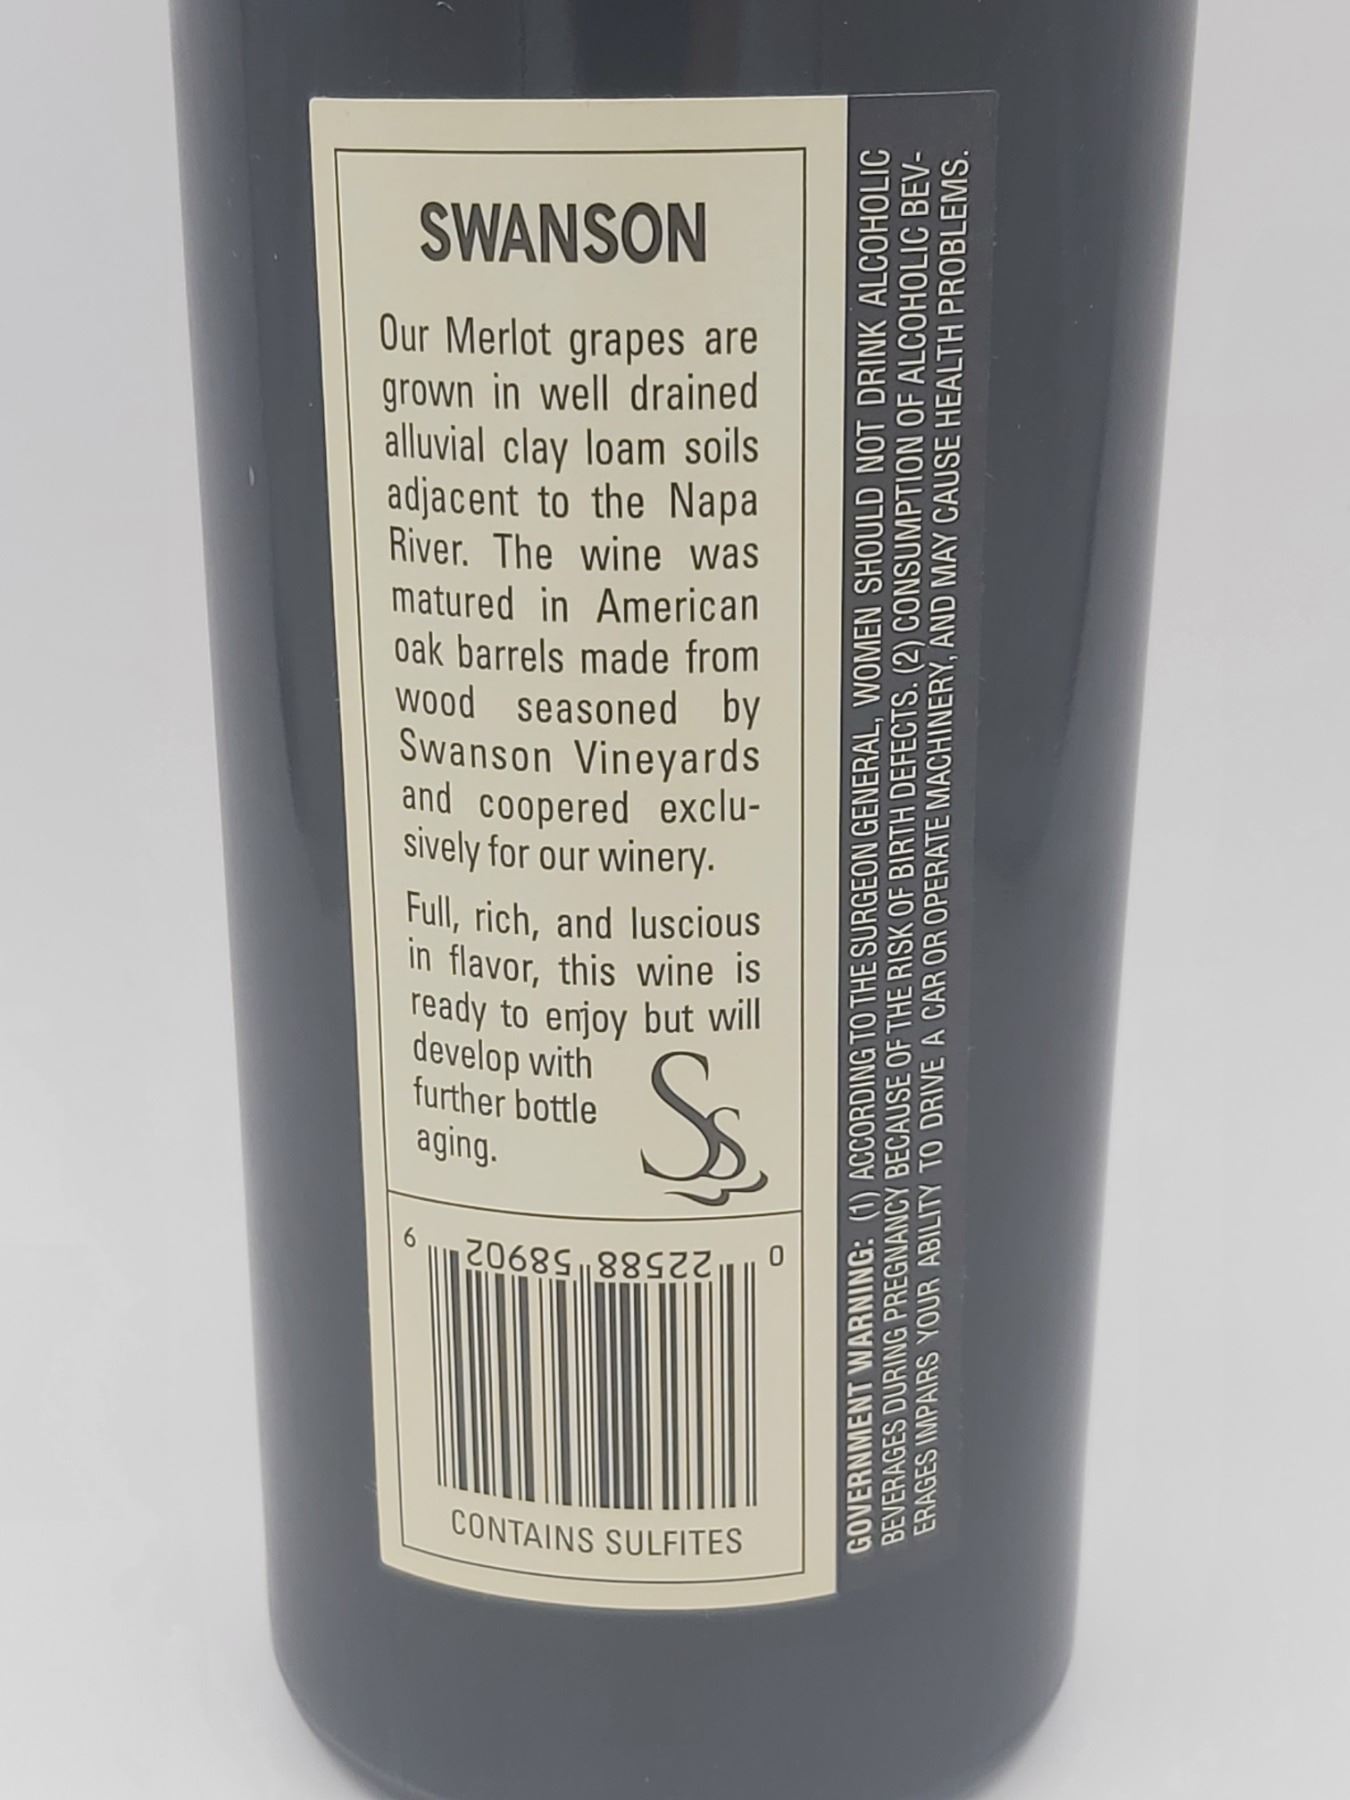 SWANSON
Our Merlot grapes are
grown in well drained
alluvial clay loam soils
adjacent to the Napa
River. The wine was
matured in American
oak barrels made from
wood seasoned by
Swanson Vineyards
and coopered exclu-
sively for our winery.
Full, rich, and luscious
in flavor, this wine is
ready to enjoy but will
develop with
further bottle
aging.
Ss
0 22588 58902 9
CONTAINS SULFITES
GOVERNMENT WARNING: (1) ACCORDING TO THE SURGEON GENERAL, WOMEN SHOULD NOT DRINK ALCOHOLIC
BEVERAGES DURING PREGNANCY BECAUSE OF THE RISK OF BIRTH DEFECTS. (2) CONSUMPTION OF ALCOHOLIC BEV-
ERAGES IMPAIRS YOUR ABILITY TO DRIVE A CAR OR OPERATE MACHINERY, AND MAY CAUSE HEALTH PROBLEMS.